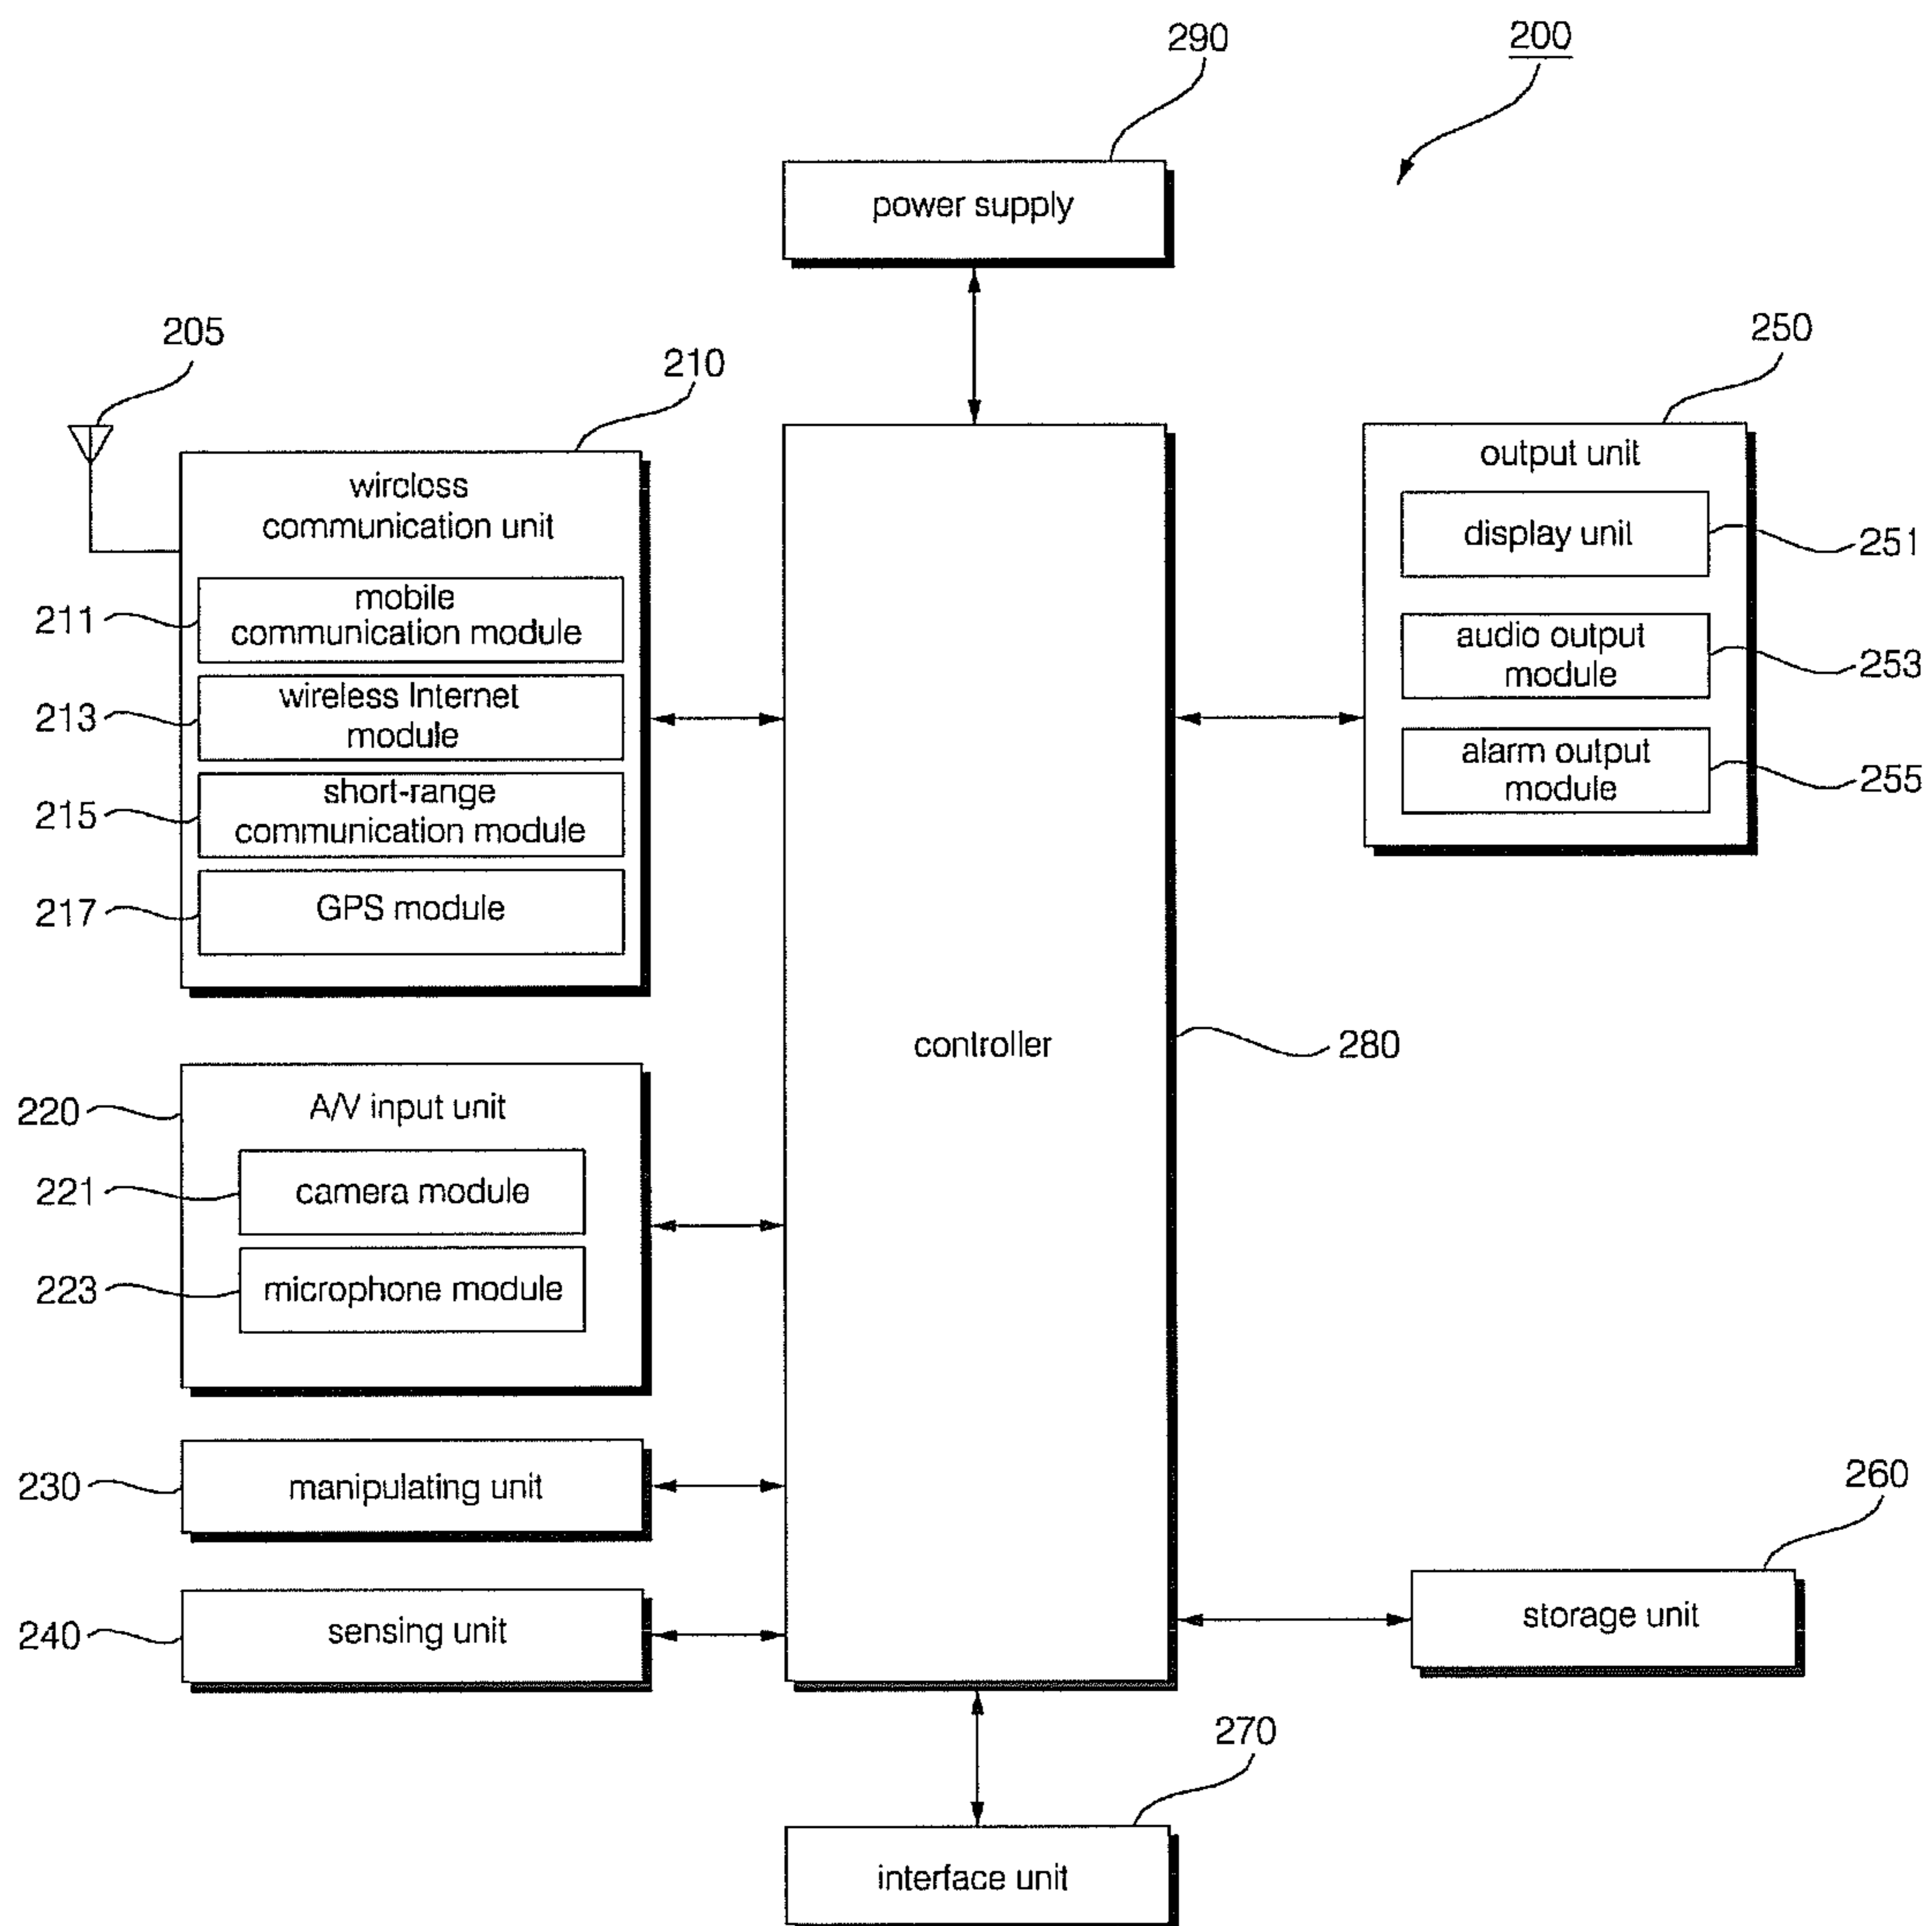 290
200
power supply
205
210
250
wircloss
communication unit
output unit
display unit
251
211
mobile
communication module
audio output
module
253
213
wireless Internet
module
alarm output
module
255
215
short-range
communication module
217
GPS module
controller
280
220
A/V input unit
221
camera module
223
microphone module
230
manipulating unit
260
240
sensing unit
storage unit
270
interface unit